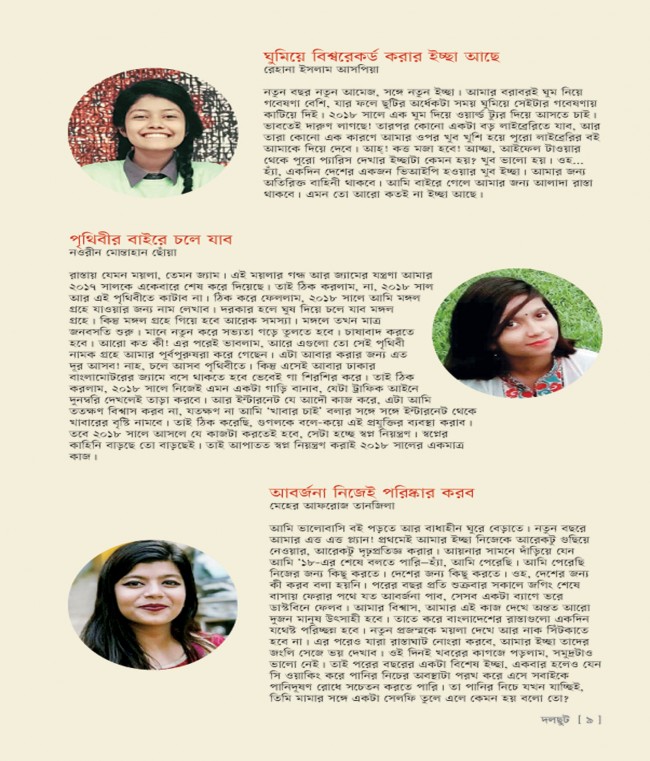 ঘুমিয়ে বিশ্বরেকর্ড করার ইচ্ছা আছে
রেহানা ইসলাম আসপিয়া
নতুন বছর নতুন আমেজ, সঙ্গে নতুন ইচ্ছা। আমার বরাবরই ঘুম নিয়ে
গবেষণা বেশি, যার ফলে ছুটির অর্ধেকটা সময় ঘুমিয়ে সেইটার গবেষণায়
কাটিয়ে দিই। ২০১৮ সালে এক ঘুম দিয়ে ওয়ার্ল্ড ট্যুর দিয়ে আসতে চাই।
ভাবতেই দারুণ লাগছে! তারপর কোনো একটা বড় লাইব্রেরিতে যাব, আর
তারা কোনো এক কারণে আমার ওপর খুব খুশি হয়ে পুরো লাইব্রেরির বই
আমাকে দিয়ে দেবে। আহ্! কত মজা হবে! আচ্ছা, আইফেল টাওয়ার
থেকে পুরো প্যারিস দেখার ইচ্ছাটা কেমন হয়? খুব ভালো হয়। ওহ...
হ্যাঁ, একদিন দেশের একজন ভিআইপি হওয়ার খুব ইচ্ছা। আমার জন্য
অতিরিক্ত বাহিনী থাকবে। আমি বাইরে গেলে আমার জন্য আলাদা রাস্তা
থাকবে। এমন তো আরো কতই না ইচ্ছা আছে।
পৃথিবীর বাইরে চলে যাব
নওরীন মোন্তাহান ছোঁয়া
রাস্তায় যেমন ময়লা, তেমন জ্যাম। এই ময়লার গন্ধ আর জ্যামের যন্ত্রণা আমার
২০১৭ সালকে একেবারে শেষ করে দিয়েছে। তাই ঠিক করলাম, না, ২০১৮ সাল
আর এই পৃথিবীতে কাটাব না। ঠিক করে ফেললাম, ২০১৮ সালে আমি মঙ্গল
গ্রহে যাওয়ার জন্য নাম লেখাব। দরকার হলে ঘুষ দিয়ে চলে যাব মঙ্গল
গ্রহে। কিন্তু মঙ্গল গ্রহে গিয়ে হবে আরেক সমস্যা। মঙ্গলে তখন মাত্র
জনবসতি শুরু। মানে নতুন করে সভ্যতা গড়ে তুলতে হবে। চাষাবাদ করতে
হবে। আরো কত কী! এর পরেই ভাবলাম, আরে এগুলো তো সেই পৃথিবী
নামক গ্রহে আমার পূর্বপুরুষরা করে গেছেন। এটা আবার করার জন্য এত
দূর আসব! নাহ, চলে আসব পৃথিবীতে। কিন্তু এসেই আবার ঢাকার
বাংলামোটরের জ্যামে বসে থাকতে হবে ভেবেই গা শিরশির করে। তাই ঠিক
করলাম, ২০১৮ সালে নিজেই এমন একটা গাড়ি বানাব, যেটা ট্রাফিক আইনে
দুনম্বরি দেখলেই তাড়া করবে। আর ইন্টারনেট যে আদৌ কাজ করে, এটা আমি
ততক্ষণ বিশ্বাস করব না, যতক্ষণ না আমি 'খাবার চাই' বলার সঙ্গে সঙ্গে ইন্টারনেট থেকে
খাবারের বৃষ্টি নামবে। তাই ঠিক করেছি, গুগলকে বলে-কয়ে এই প্রযুক্তির ব্যবস্থা করাব।
তবে ২০১৮ সালে আসলে যে কাজটা করতেই হবে, সেটা হচ্ছে স্বপ্ন নিয়ন্ত্রণ। স্বপ্নের
কাহিনি বাড়ছে তো বাড়ছেই। তাই আপাতত স্বপ্ন নিয়ন্ত্রণ করাই ২০১৮ সালের একমাত্র
কাজ।
আবর্জনা নিজেই পরিষ্কার করব
মেহের আফরোজ তানজিলা
আমি ভালোবাসি বই পড়তে আর বাধাহীন ঘুরে বেড়াতে। নতুন বছরে
আমার এত্ত এত্ত প্ল্যান! প্রথমেই আমার ইচ্ছা নিজেকে আরেকটু গুছিয়ে
নেওয়ার, আরেকটু দৃঢ়প্রতিজ্ঞ করার। আয়নার সামনে দাঁড়িয়ে যেন
আমি '১৮-এর শেষে বলতে পারি—হ্যাঁ, আমি পেরেছি। আমি পেরেছি
নিজের জন্য কিছু করতে। দেশের জন্য কিছু করতে। ওহ, দেশের জন্য
কী করব বলা হয়নি। পরের বছর প্রতি শুক্রবার সকালে জগিং শেষে
বাসায় ফেরার পথে যত আবর্জনা পাব, সেসব একটা ব্যাগে ভরে
ডাস্টবিনে ফেলব। আমার বিশ্বাস, আমার এই কাজ দেখে অন্তত আরো
দুজন মানুষ উৎসাহী হবে। তাতে করে বাংলাদেশের রাস্তাগুলো একদিন
যথেষ্ট পরিচ্ছন্ন হবে। নতুন প্রজন্মকে ময়লা দেখে আর নাক সিঁটকাতে
হবে না। এর পরেও যারা রাস্তাঘাট নোংরা করবে, আমার ইচ্ছা তাদের
জংলি সেজে ভয় দেখাব। ওই দিনই খবরের কাগজে পড়লাম, সমুদ্রটাও
ভালো নেই। তাই পরের বছরের একটা বিশেষ ইচ্ছা, একবার হলেও যেন
সি ওয়াকিং করে পানির নিচের অবস্থাটা পরখ করে এসে সবাইকে
পানিদূষণ রোধে সচেতন করতে পারি। তা পানির নিচে যখন যাচ্ছিই,
তিমি মামার সঙ্গে একটা সেলফি তুলে এলে কেমন হয় বলো তো?
দলছুট [ ৯ ]